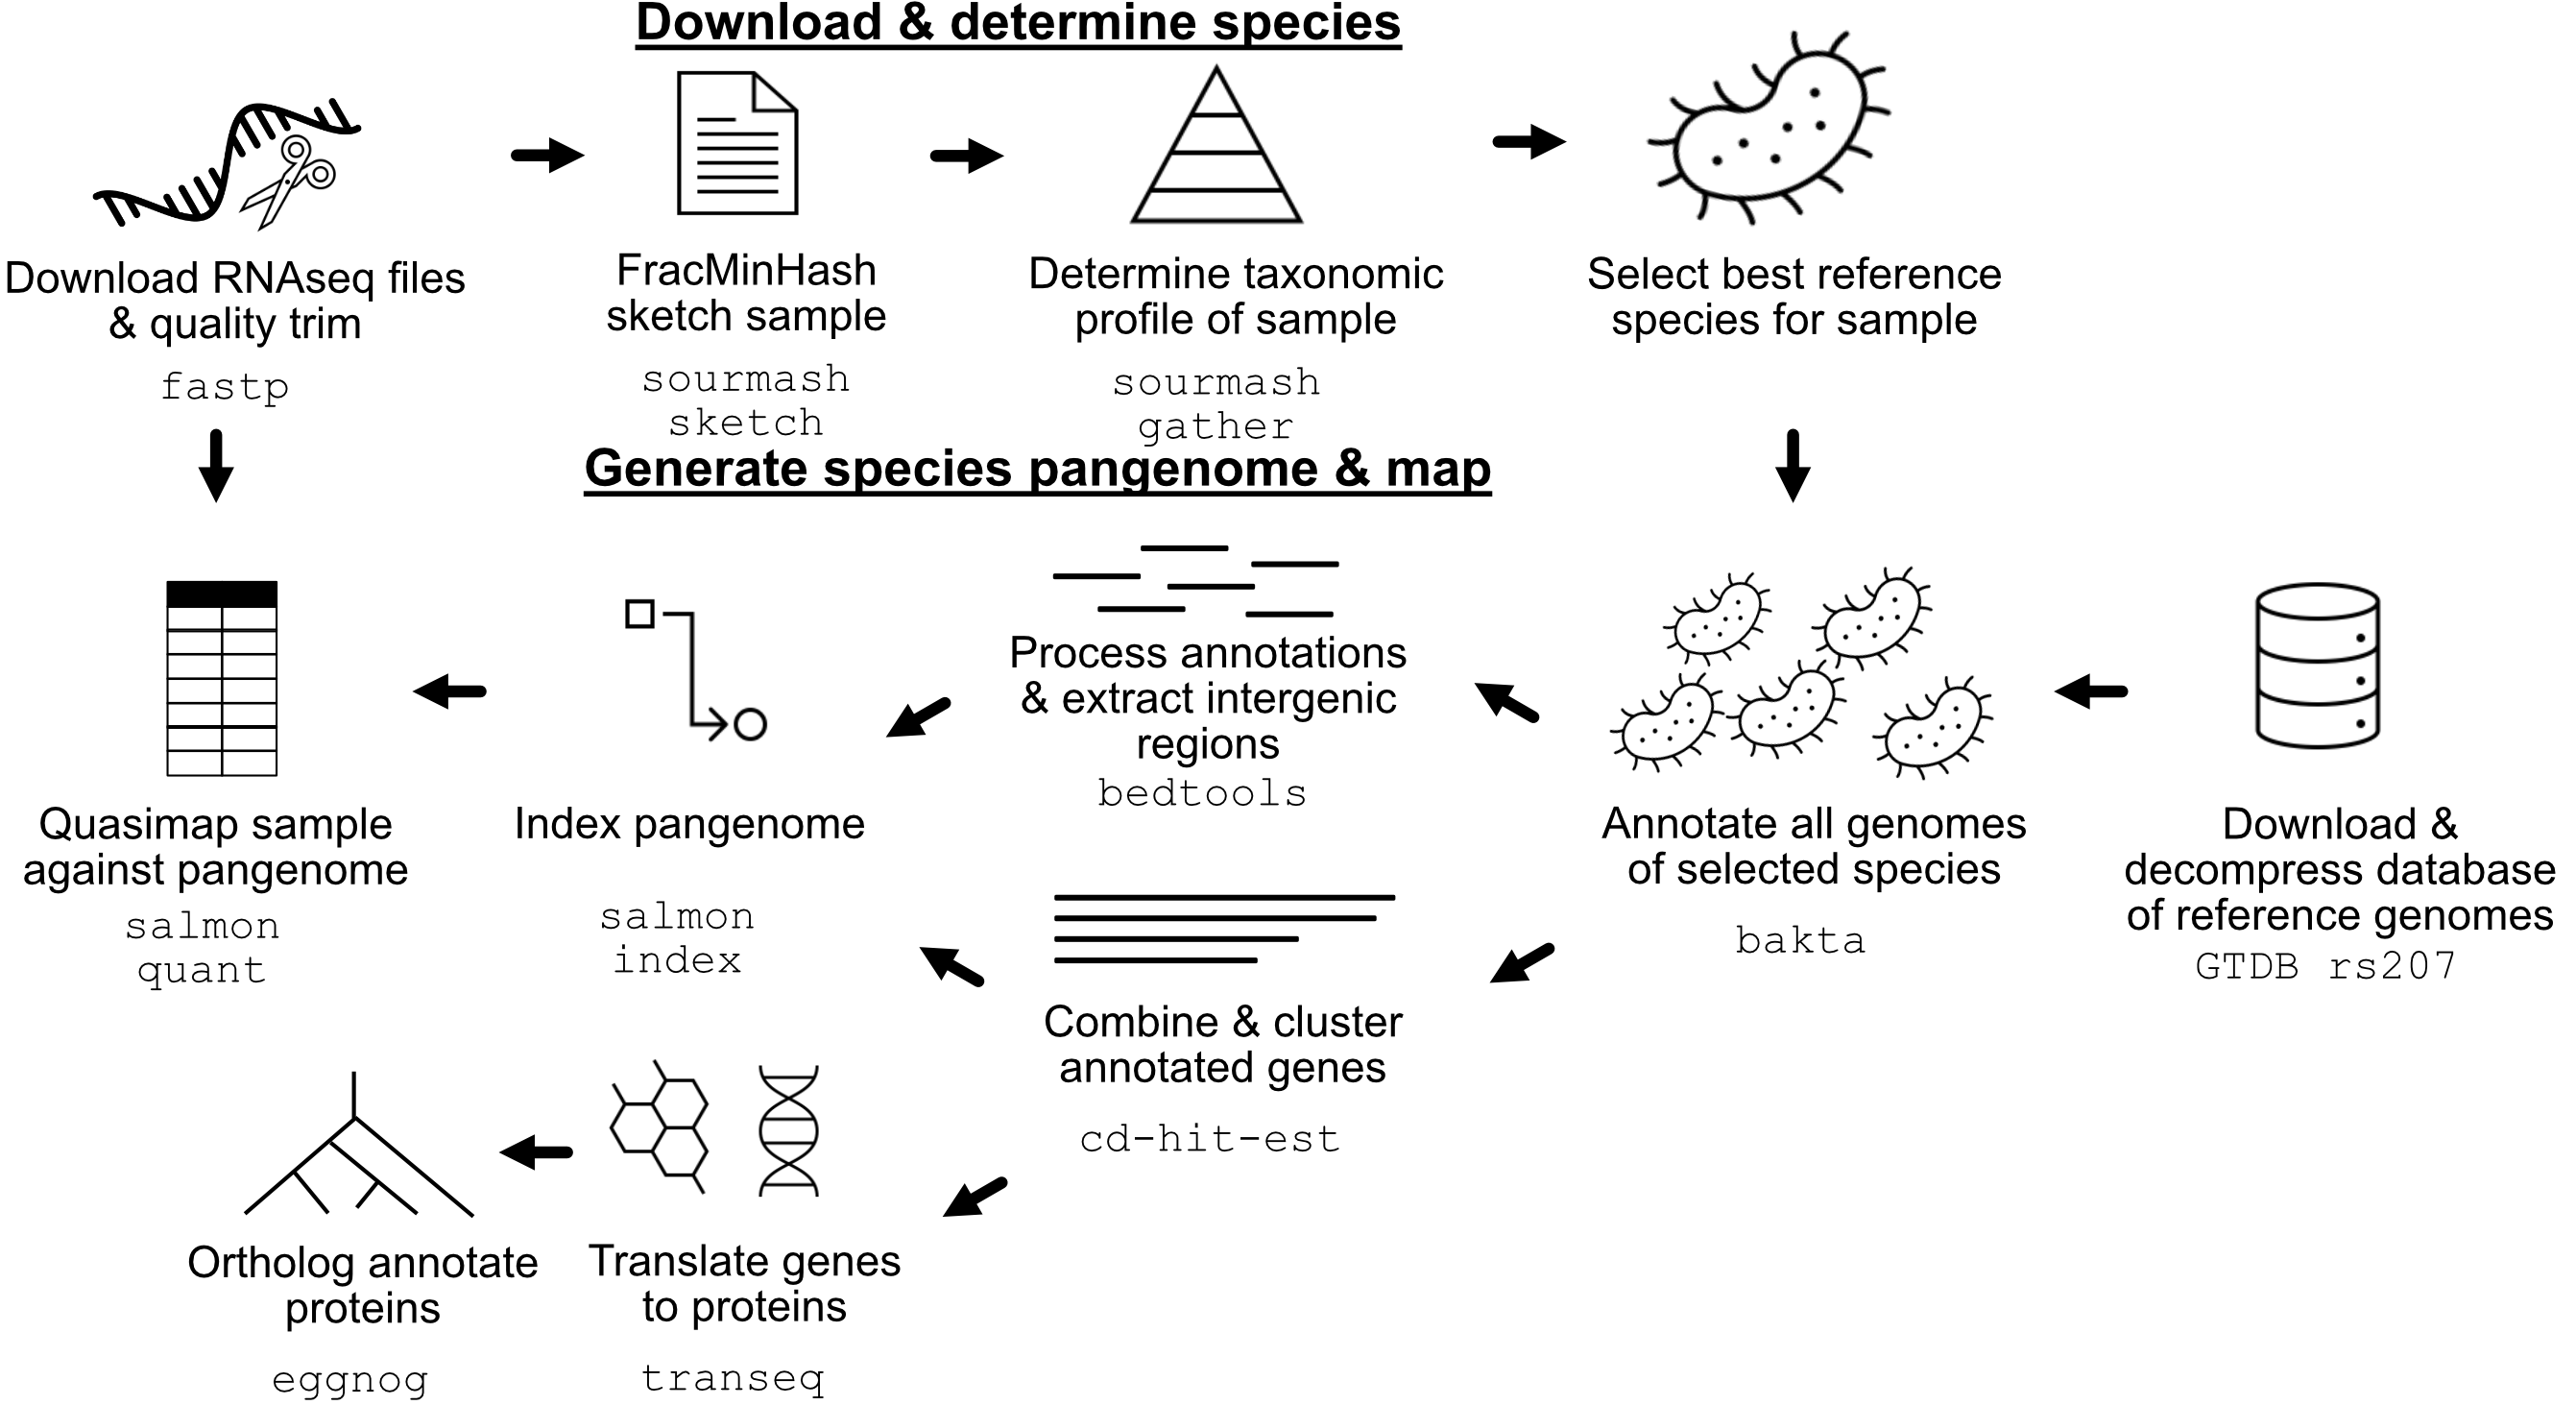 Download & determine species
Download RNAseq files
& quality trim
fastp
FracMinHash
sketch sample
sourmash
sketch
Determine taxonomic
profile of sample
sourmash
gather
Select best reference
species for sample
Generate species pangenome & map
Quasimap sample
against pangenome
salmon
quant
Index pangenome
salmon
index
Process annotations
& extract intergenic
regions
bedtools
Annotate all genomes
of selected species
bakta
Download &
decompress database
of reference genomes
GTDB rs207
Combine & cluster
annotated genes
cd-hit-est
Ortholog annotate
proteins
eggnog
Translate genes
to proteins
transeq